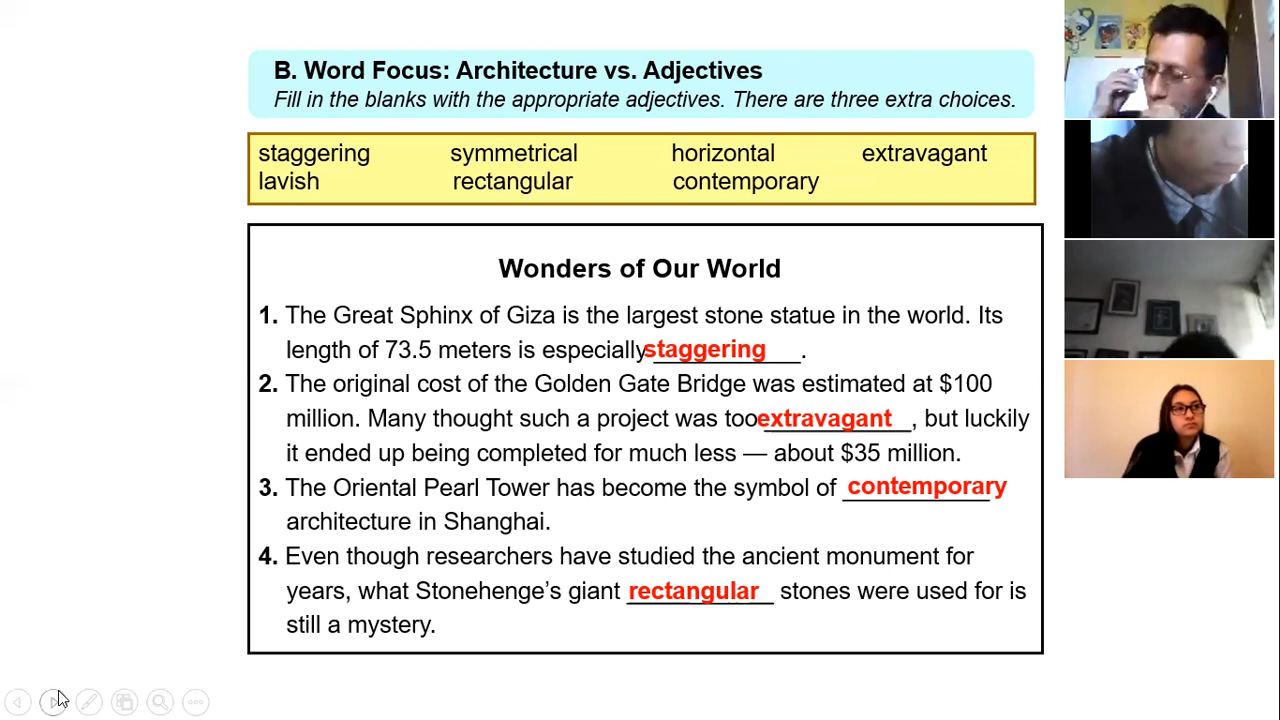 B. Word Focus: Architecture vs. Adjectives
Fill in the blanks with the appropriate adjectives. There are three extra choices.
staggering symmetrical horizontal extravagant
lavish rectangular contemporary
Wonders of Our World
1. The Great Sphinx of Giza is the largest stone statue in the world. Its
length of 73.5 meters is especially staggering.
2. The original cost of the Golden Gate Bridge was estimated at $100
million. Many thought such a project was too extravagant, but luckily
it ended up being completed for much less — about $35 million.
3. The Oriental Pearl Tower has become the symbol of contemporary
architecture in Shanghai.
4. Even though researchers have studied the ancient monument for
years, what Stonehenge’s giant rectangular stones were used for is
still a mystery.